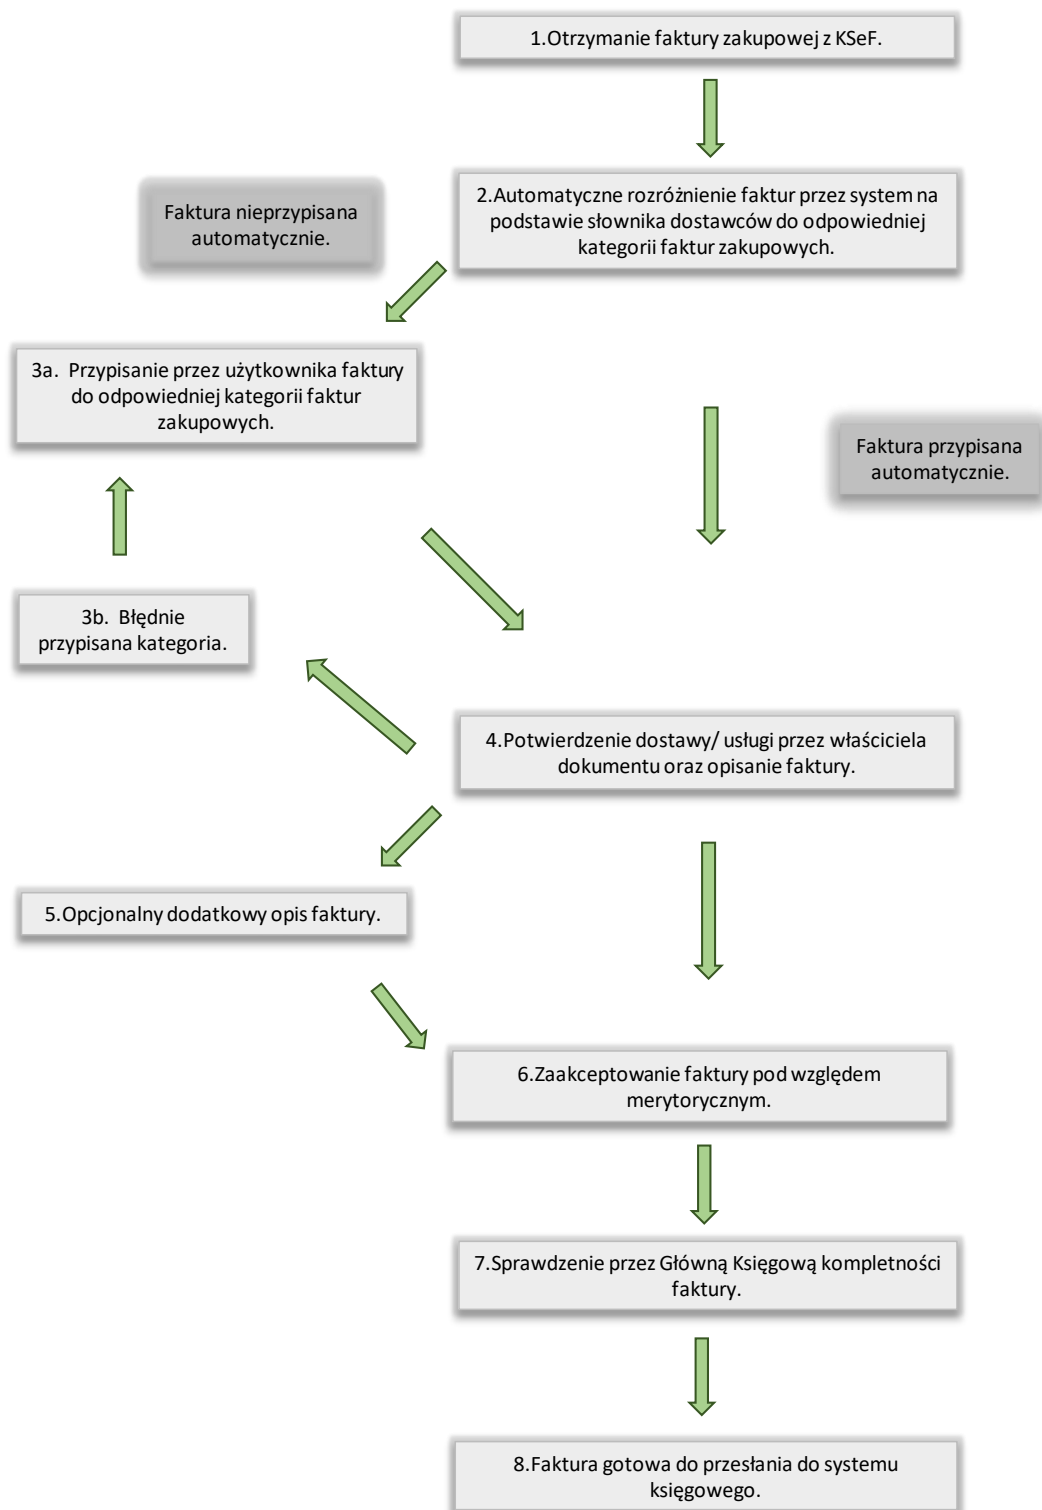 1.Otrzymanie faktury zakupowej z KSeF.
Faktura nieprzypisana
automatycznie.
2.Automatyczne rozróżnienie faktur przez system na
podstawie słownika dostawców do odpowiedniej
kategorii faktur zakupowych.
3a. Przypisanie przez użytkownika faktury
do odpowiedniej kategorii faktur
zakupowych.
Faktura przypisana
automatycznie.
3b. Błędnie
przypisana kategoria.
4.Potwierdzenie dostawy/ usługi przez właściciela
dokumentu oraz opisanie faktury.
5.Opcjonalny dodatkowy opis faktury.
6.Zaakceptowanie faktury pod względem
merytorycznym.
7.Sprawdzenie przez Główną Księgową kompletności
faktury.
8.Faktura gotowa do przesłania do systemu
księgowego.